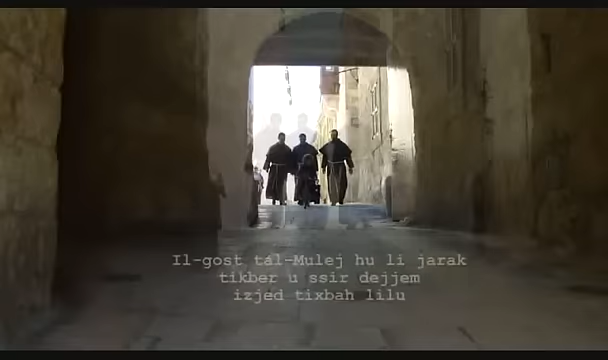 Il-gost tal-Mulej hu li jarak
tikber u ssir dejjem
izjed tixbah lilu